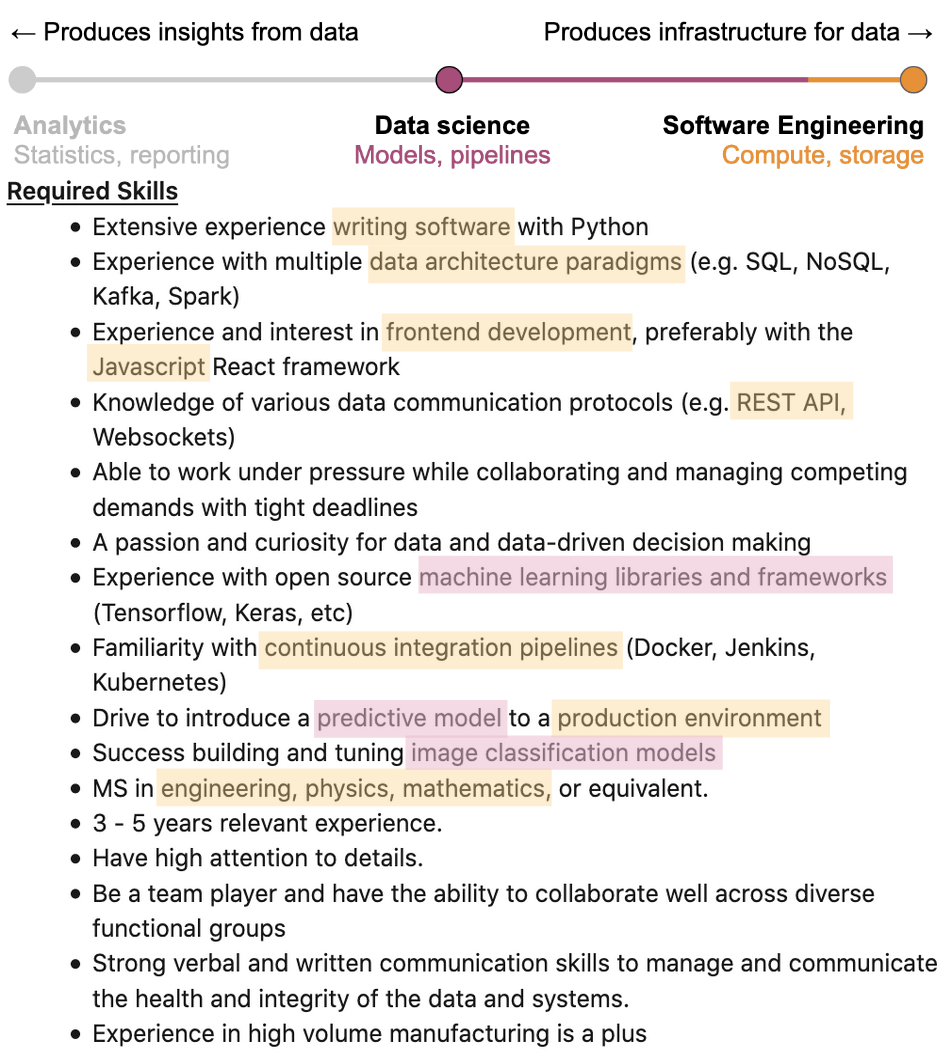 ← Produces insights from data Produces infrastructure for data →
Analytics Data science Software Engineering
Statistics, reporting Models, pipelines Compute, storage
Required Skills
• Extensive experience writing software with Python
• Experience with multiple data architecture paradigms (e.g. SQL, NoSQL,
Kafka, Spark)
• Experience and interest in frontend development, preferably with the
Javascript React framework
• Knowledge of various data communication protocols (e.g. REST API,
Websockets)
• Able to work under pressure while collaborating and managing competing
demands with tight deadlines
• A passion and curiosity for data and data-driven decision making
• Experience with open source machine learning libraries and frameworks
(Tensorflow, Keras, etc)
• Familiarity with continuous integration pipelines (Docker, Jenkins,
Kubernetes)
• Drive to introduce a predictive model to a production environment
• Success building and tuning image classification models
• MS in engineering, physics, mathematics, or equivalent.
• 3 - 5 years relevant experience.
• Have high attention to details.
• Be a team player and have the ability to collaborate well across diverse
functional groups
• Strong verbal and written communication skills to manage and communicate
the health and integrity of the data and systems.
• Experience in high volume manufacturing is a plus